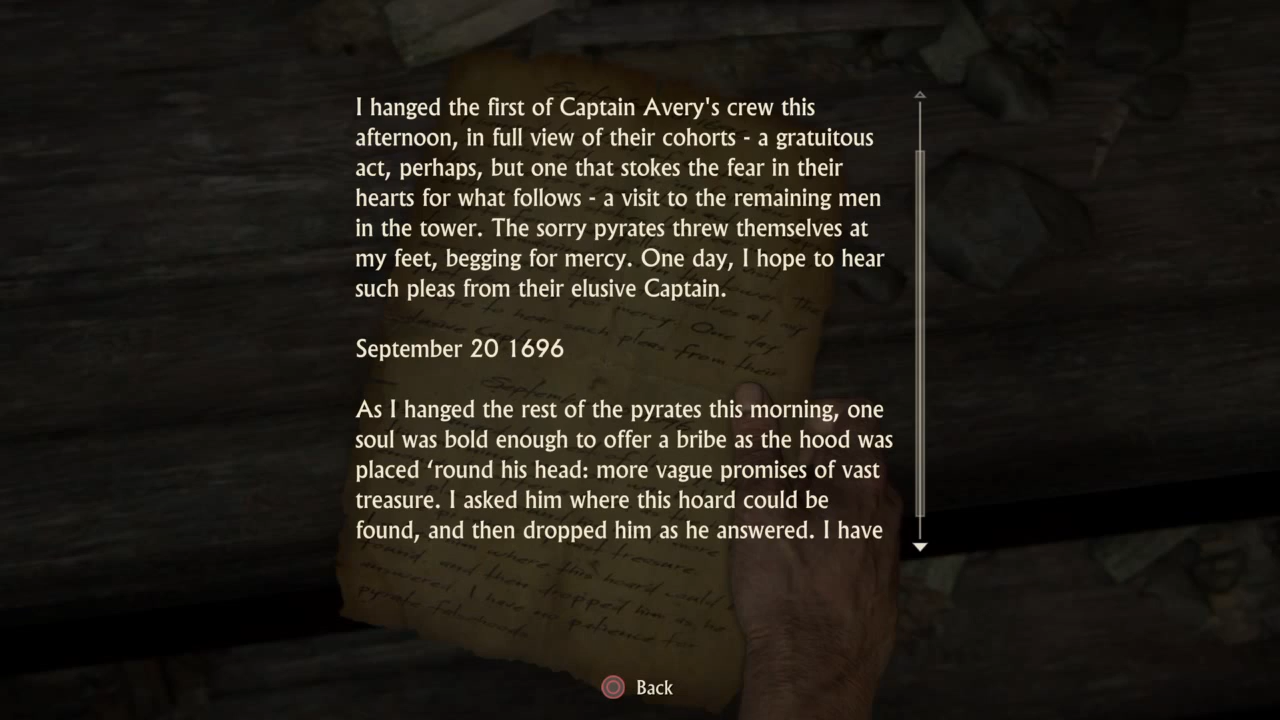 I hanged the first of Captain Avery's crew this
afternoon, in full view of their cohorts - a gratuitous
act, perhaps, but one that stokes the fear in their
hearts for what follows - a visit to the remaining men
in the tower. The sorry pyrates threw themselves at
my feet, begging for mercy. One day, I hope to hear
such pleas from their elusive Captain.
September 20 1696
As I hanged the rest of the pyrates this morning, one
soul was bold enough to offer a bribe as the hood was
placed ‘round his head: more vague promises of vast
treasure. I asked him where this hoard could be
found, and then dropped him as he answered. I have
Back